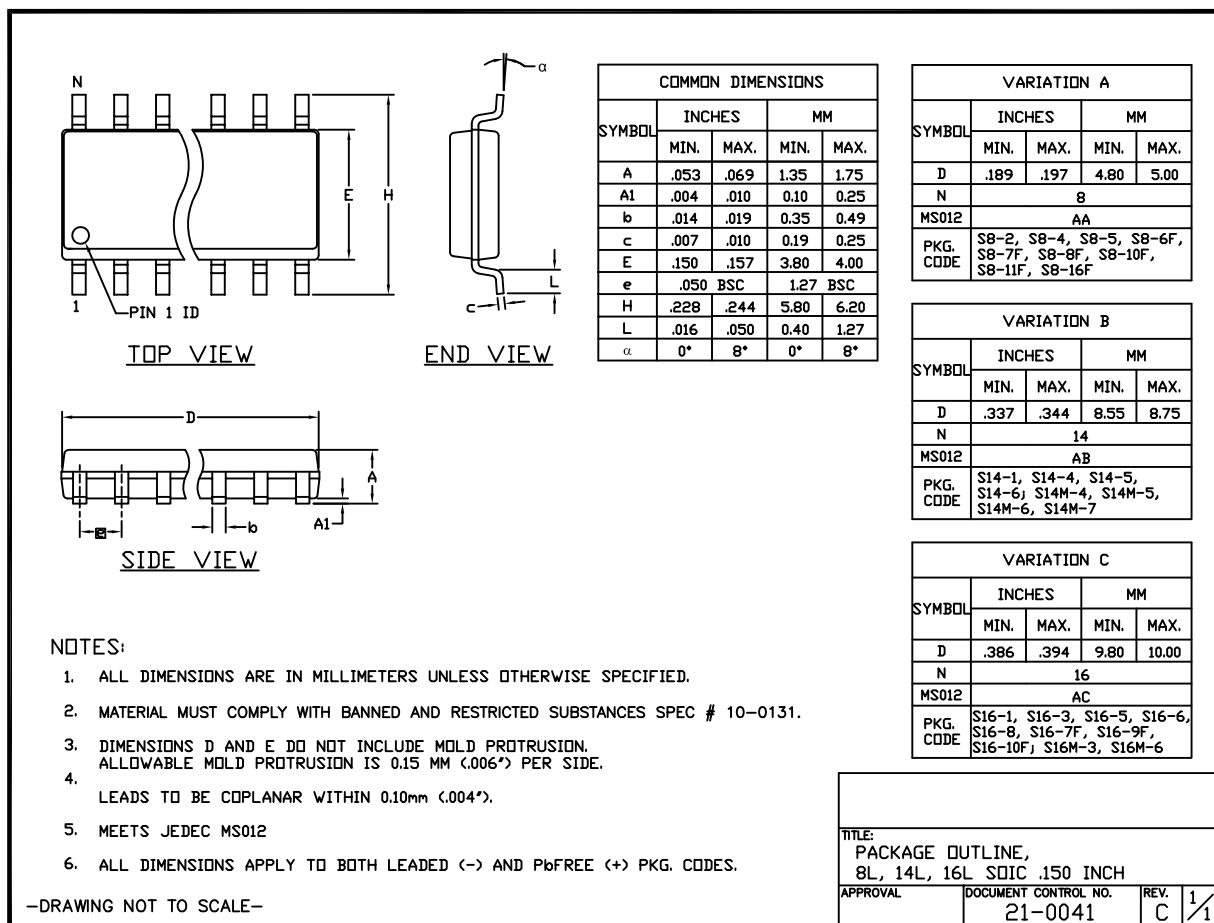 N
α
E
H
1
PIN 1 ID
c
L
TOP VIEW
END VIEW
D
A
e
b
A1
SIDE VIEW
COMMON DIMENSIONS
SYMBOL INCHES MM
MIN. MAX. MIN. MAX.
A .053 .069 1.35 1.75
A1 .004 .010 0.10 0.25
b .014 .019 0.35 0.49
c .007 .010 0.19 0.25
E .150 .157 3.80 4.00
e .050 BSC 1.27 BSC
H .228 .244 5.80 6.20
L .016 .050 0.40 1.27
α 0° 8° 0° 8°
VARIATION A
SYMBOL INCHES MM
MIN. MAX. MIN. MAX.
D .189 .197 4.80 5.00
N 8
MS012 AA
PKG. CODE S8-2, S8-4, S8-5, S8-6F,
S8-7F, S8-8F, S8-10F,
S8-11F, S8-16F
VARIATION B
SYMBOL INCHES MM
MIN. MAX. MIN. MAX.
D .337 .344 8.55 8.75
N 14
MS012 AB
PKG. CODE S14-1, S14-4, S14-5,
S14-6; S14M-4, S14M-5,
S14M-6, S14M-7
VARIATION C
SYMBOL INCHES MM
MIN. MAX. MIN. MAX.
D .386 .394 9.80 10.00
N 16
MS012 AC
PKG. CODE S16-1, S16-3, S16-5, S16-6,
S16-8, S16-7F, S16-9F,
S16-10F; S16M-3, S16M-6
NOTES:
1. ALL DIMENSIONS ARE IN MILLIMETERS UNLESS OTHERWISE SPECIFIED.
2. MATERIAL MUST COMPLY WITH BANNED AND RESTRICTED SUBSTANCES SPEC # 10-0131.
3. DIMENSIONS D AND E DO NOT INCLUDE MOLD PROTRUSION.
ALLOWABLE MOLD PROTRUSION IS 0.15 MM (.006") PER SIDE.
4.
LEADS TO BE COPLANAR WITHIN 0.10mm (.004").
5. MEETS JEDEC MS012
6. ALL DIMENSIONS APPLY TO BOTH LEADED (-) AND PbFREE (+) PKG. CODES.
-DRAWING NOT TO SCALE-
TITLE:
PACKAGE OUTLINE,
8L, 14L, 16L SOIC .150 INCH
APPROVAL DOCUMENT CONTROL NO. REV.
21-0041 C 1/1